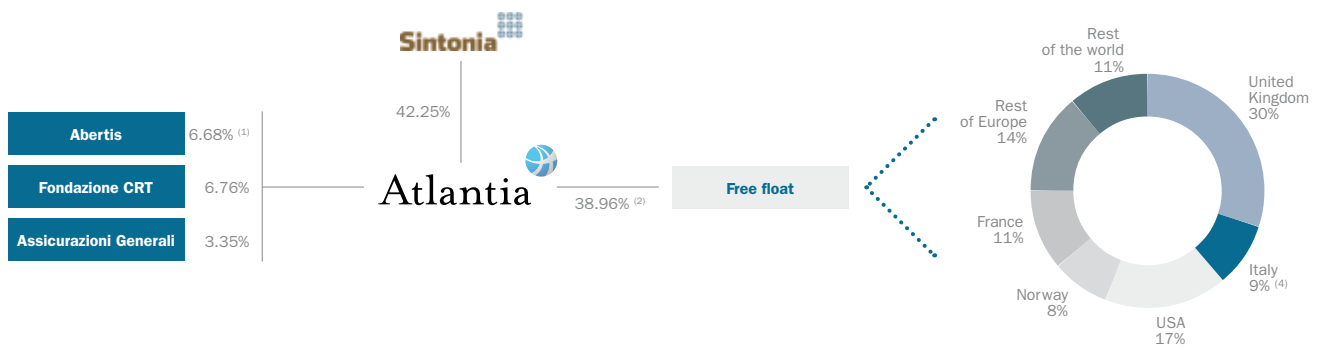 Sintonia
42.25%
Abertis
6.68% (1)
Fondazione CRT
6.76%
Assicurazioni Generali
3.35%
Atlantia
38.96% (2)
Free float
Rest
of the world
11%
United
Kingdom
30%
Rest
of Europe
14%
France
11%
Italy
9% (4)
Norway
8%
USA
17%